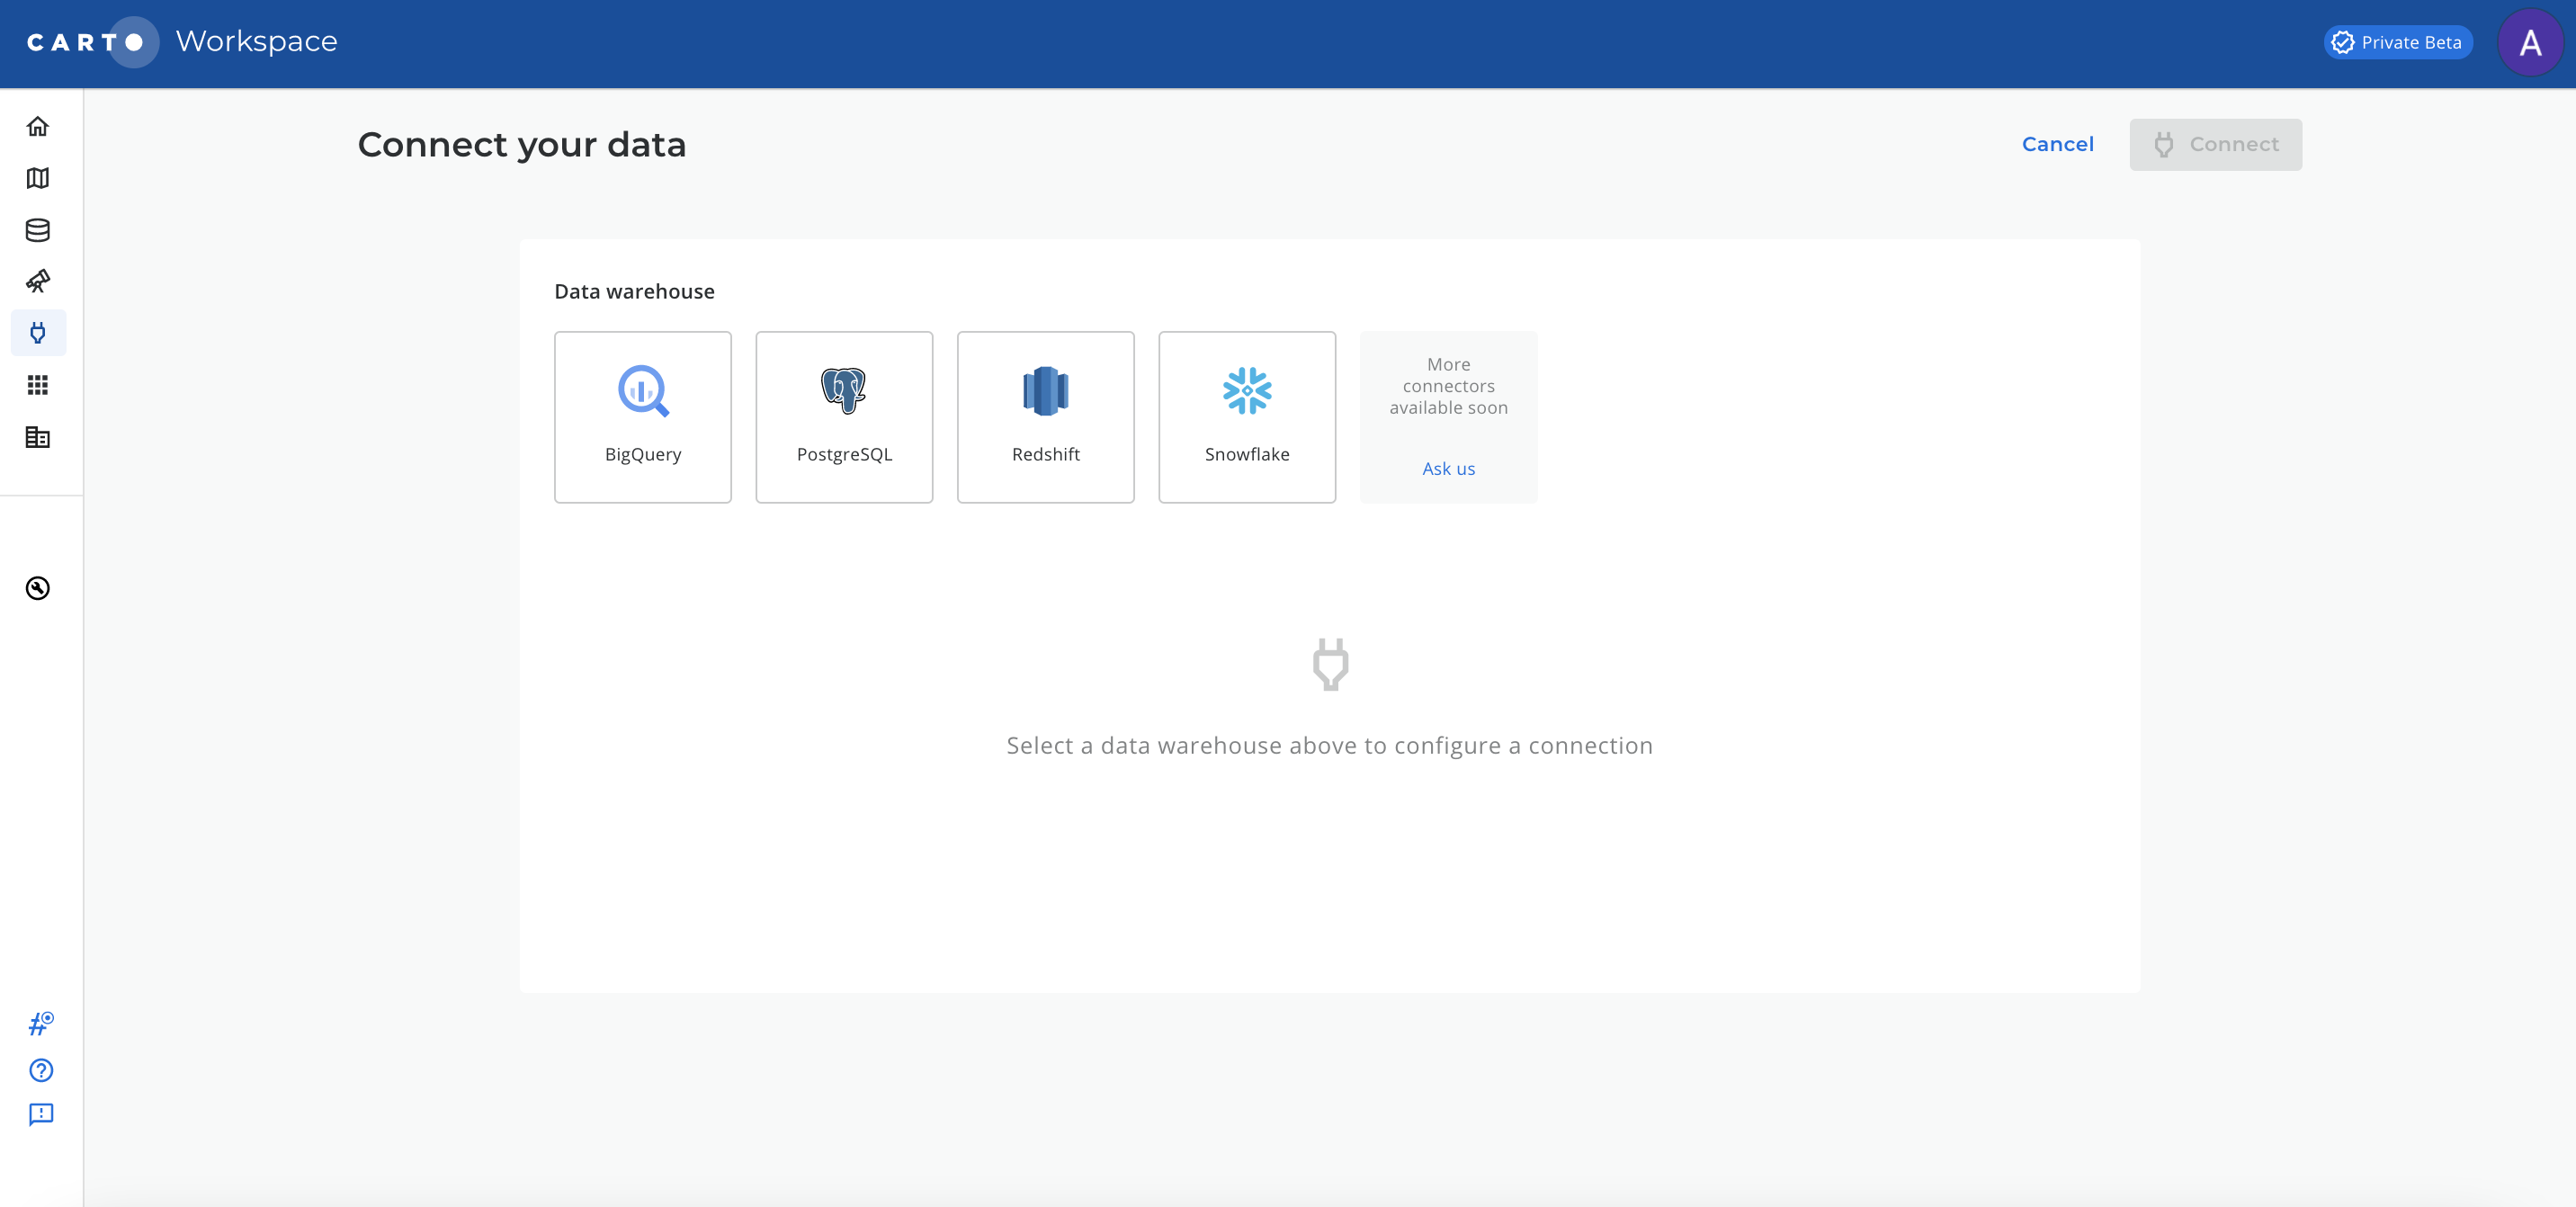 CARTO Workspace
Private Beta
A
Connect your data
Cancel
Connect
Data warehouse
BigQuery
PostgreSQL
Redshift
Snowflake
More
connectors
available soon
Ask us
Select a data warehouse above to configure a connection